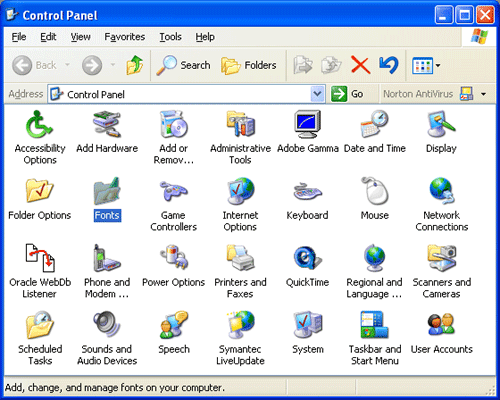 Control Panel
File Edit View Favorites Tools Help
Back Search Folders
Address Control Panel Go Norton AntiVirus
Accessibility Options
Add Hardware
Add or Remov...
Administrative Tools
Adobe Gamma
Date and Time
Display
Folder Options
Fonts
Game Controllers
Internet Options
Keyboard
Mouse
Network Connections
Oracle WebDb Listener
Phone and Modem ...
Power Options
Printers and Faxes
QuickTime
Regional and Language ...
Scanners and Cameras
Scheduled Tasks
Sounds and Audio Devices
Speech
Symantec LiveUpdate
System
Taskbar and Start Menu
User Accounts
Add, change, and manage fonts on your computer.